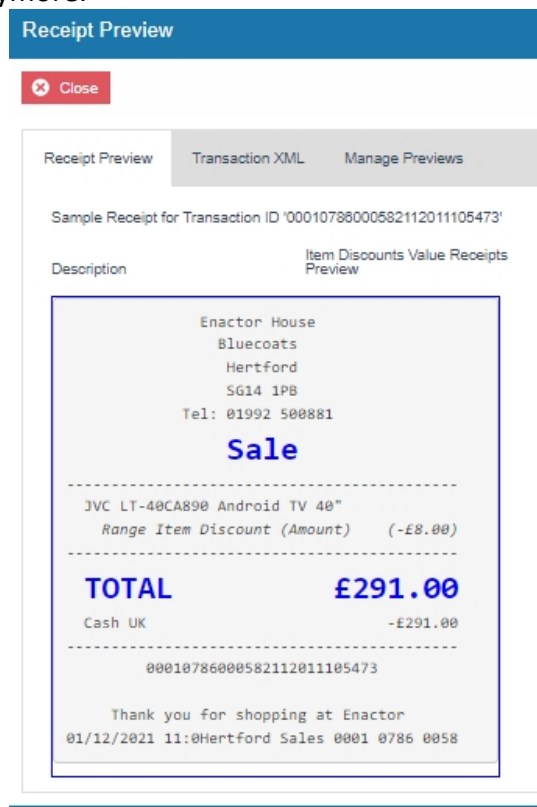 Receipt Preview
Close
Receipt Preview Transaction XML Manage Previews
Sample Receipt for Transaction ID '00010786000582112011105473'
Description Item Discounts Value Receipts Preview
Enactor House
Bluecoats
Hertford
SG14 1PB
Tel: 01992 500881
Sale
------------------------------------------
JVC LT-40CA890 Android TV 40"
Range Item Discount (Amount) (-£8.00)
------------------------------------------
TOTAL £291.00
Cash UK -£291.00
------------------------------------------
00010786000582112011105473
Thank you for shopping at Enactor
01/12/2021 11:0Hertford Sales 0001 0786 0058